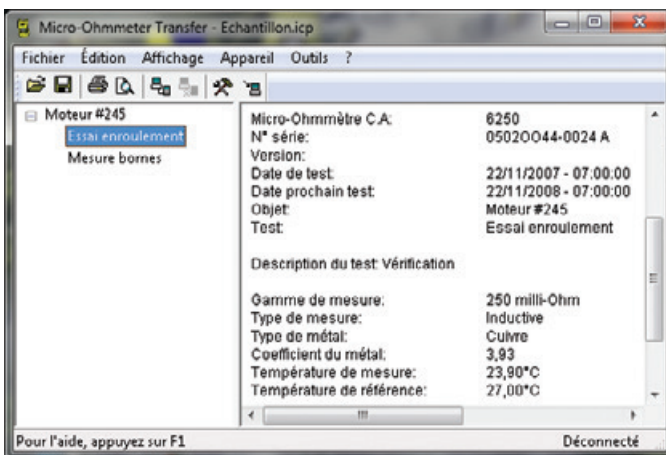 Micro-Ohmmeter Transfer - Echantillon.icp
Fichier Édition Affichage Appareil Outils ?
Moteur #245
Essai enroulement
Mesure bornes
Micro-Ohmmètre C.A: 6250
N° série: 05020O44-0024 A
Version:
Date de test: 22/11/2007 - 07:00:00
Date prochain test: 22/11/2008 - 07:00:00
Objet: Moteur #245
Test: Essai enroulement
Description du test: Vérification
Gamme de mesure: 250 milli-Ohm
Type de mesure: Inductive
Type de métal: Cuivre
Coefficient du métal: 3,93
Température de mesure: 23,90°C
Température de référence: 27,00°C
Pour l'aide, appuyez sur F1 Déconnecté